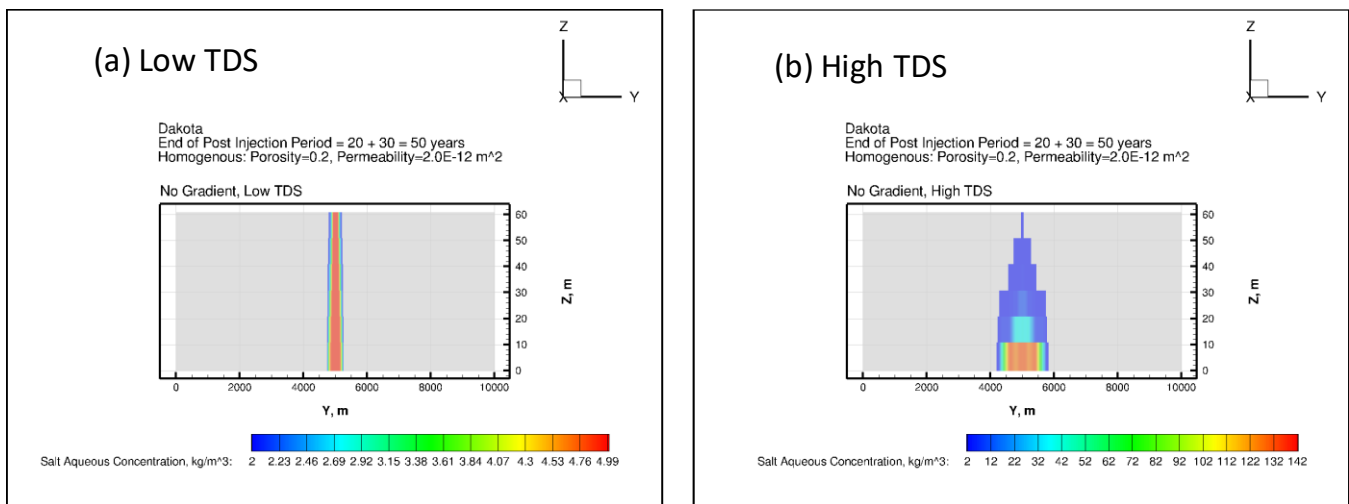 (a) Low TDS
Z
X
Y
Dakota
End of Post Injection Period = 20 + 30 = 50 years
Homogenous: Porosity=0.2, Permeability=2.0E-12 m^2
No Gradient, Low TDS
60
50
40
30
20
10
0
Z, m
0 2000 4000 6000 8000 10000
Y, m
Salt Aqueous Concentration, kg/m^3: 2 2.23 2.46 2.69 2.92 3.15 3.38 3.61 3.84 4.07 4.3 4.53 4.76 4.99
(b) High TDS
Z
X
Y
Dakota
End of Post Injection Period = 20 + 30 = 50 years
Homogenous: Porosity=0.2, Permeability=2.0E-12 m^2
No Gradient, High TDS
60
50
40
30
20
10
0
Z, m
0 2000 4000 6000 8000 10000
Y, m
Salt Aqueous Concentration, kg/m^3: 2 12 22 32 42 52 62 72 82 92 102 112 122 132 142